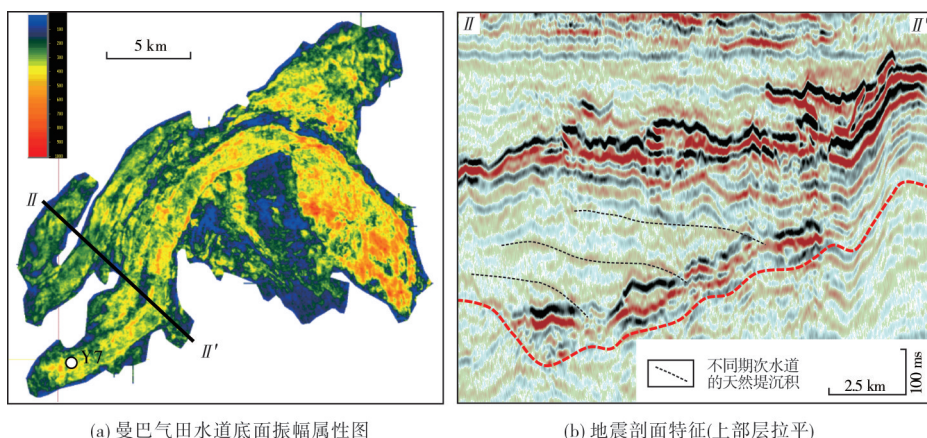 5 km
II
II'
Y7
II
II'
不同期次水道
的天然堤沉积
2.5 km
100 ms
(a) 曼巴气田水道底面振幅属性图
(b) 地震剖面特征(上部层拉平)